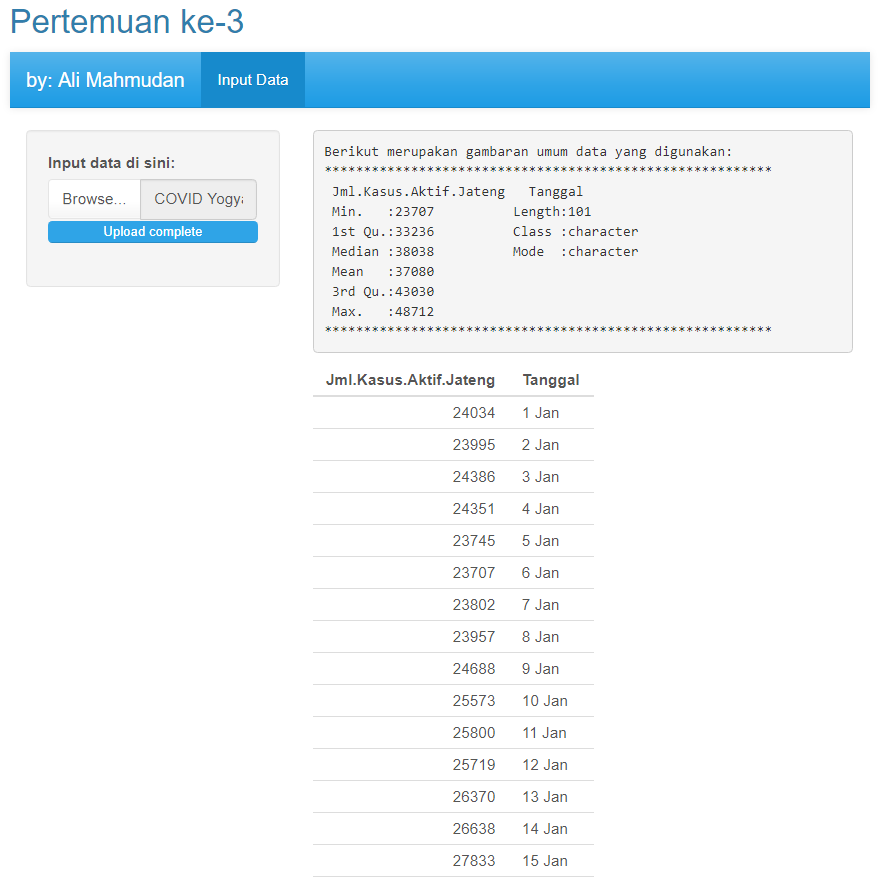 Pertemuan ke-3
by: Ali Mahmudan Input Data
Input data di sini:
Browse... COVID Yogy
Upload complete
Berikut merupakan gambaran umum data yang digunakan:
*********************************************************
Jml.Kasus.Aktif.Jateng Tanggal
Min. :23707 Length:101
1st Qu.:33236 Class :character
Median :38038 Mode :character
Mean :37080
3rd Qu.:43030
Max. :48712
*********************************************************
Jml.Kasus.Aktif.Jateng Tanggal
24034 1 Jan
23995 2 Jan
24386 3 Jan
24351 4 Jan
23745 5 Jan
23707 6 Jan
23802 7 Jan
23957 8 Jan
24688 9 Jan
25573 10 Jan
25800 11 Jan
25719 12 Jan
26370 13 Jan
26638 14 Jan
27833 15 Jan